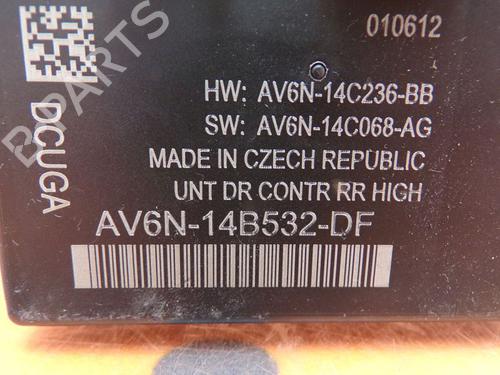 010612
HW: AV6N-14C236-BB
SW: AV6N-14C068-AG
MADE IN CZECH REPUBLIC
UNT DR CONTR RR HIGH
AV6N-14B532-DF
DCUGA
B-PARTS